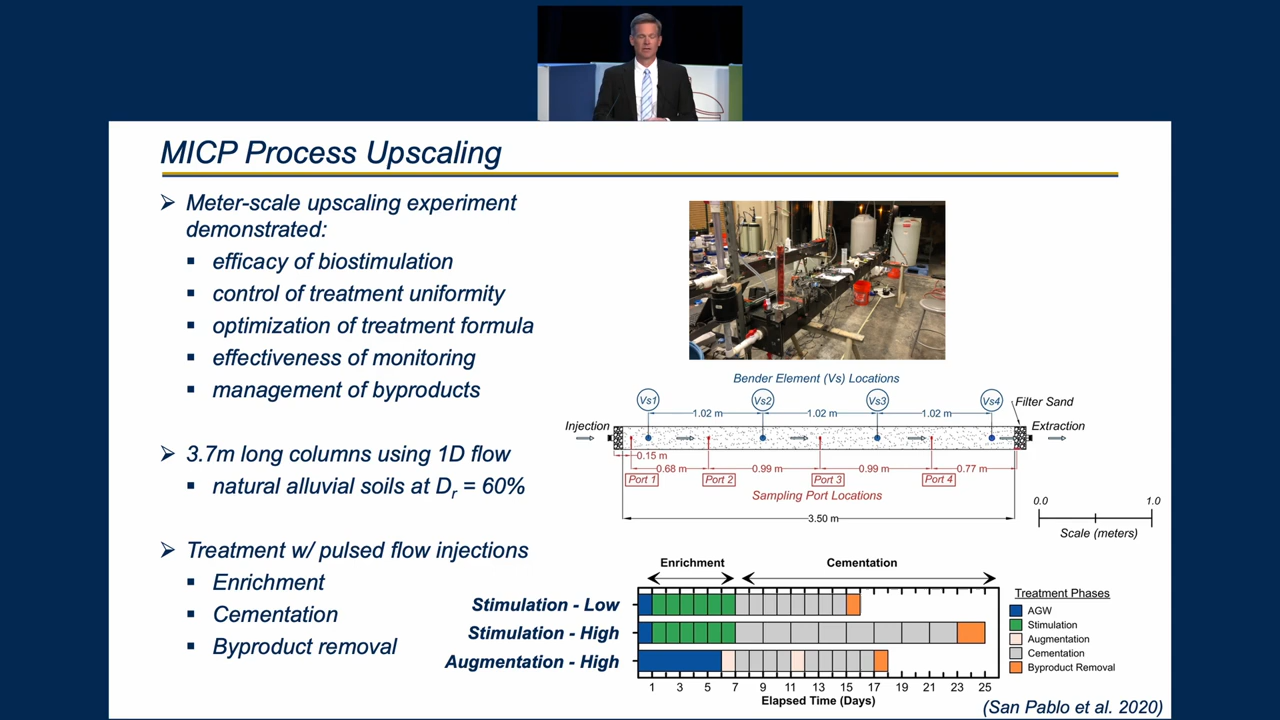 MICP Process Upscaling
➢ Meter-scale upscaling experiment
demonstrated:
▪ efficacy of biostimulation
▪ control of treatment uniformity
▪ optimization of treatment formula
▪ effectiveness of monitoring
▪ management of byproducts
➢ 3.7m long columns using 1D flow
▪ natural alluvial soils at Dr = 60%
➢ Treatment w/ pulsed flow injections
▪ Enrichment
▪ Cementation
▪ Byproduct removal
Bender Element (Vs) Locations
Vs1 Vs2 Vs3 Vs4 Filter Sand
1.02 m 1.02 m 1.02 m
Injection Extraction
0.15 m
0.68 m 0.99 m 0.99 m 0.77 m
Port 1 Port 2 Port 3 Port 4
Sampling Port Locations
3.50 m
0.0 1.0
Scale (meters)
Enrichment Cementation
Stimulation - Low
Stimulation - High
Augmentation - High
1 3 5 7 9 11 13 15 17 19 21 23 25
Elapsed Time (Days)
Treatment Phases
AGW
Stimulation
Augmentation
Cementation
Byproduct Removal
(San Pablo et al. 2020)